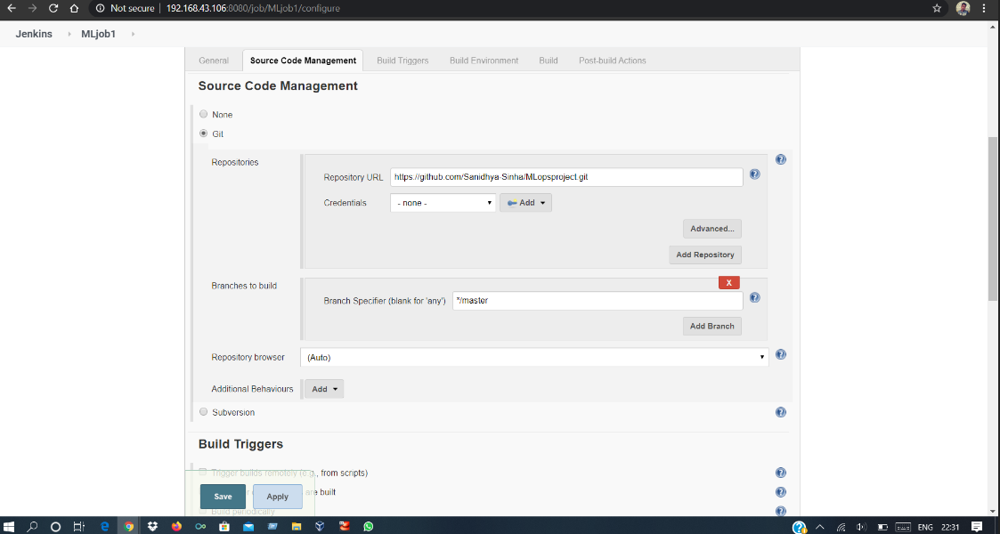 Not secure | 192.168.43.106:8080/job/MLjob1/configure
Jenkins MLjob1
General Source Code Management Build Triggers Build Environment Build Post-build Actions
Source Code Management
None
Git
Repositories
Repository URL https://github.com/Sanidhya-Sinha/MLopsproject.git
Credentials - none - Add
Advanced...
Add Repository
Branches to build X
Branch Specifier (blank for 'any') */master
Add Branch
Repository browser (Auto)
Additional Behaviours Add
Subversion
Build Triggers
Trigger builds remotely (e.g., from scripts)
are built
Save Apply
Build periodically
ENG 22:31